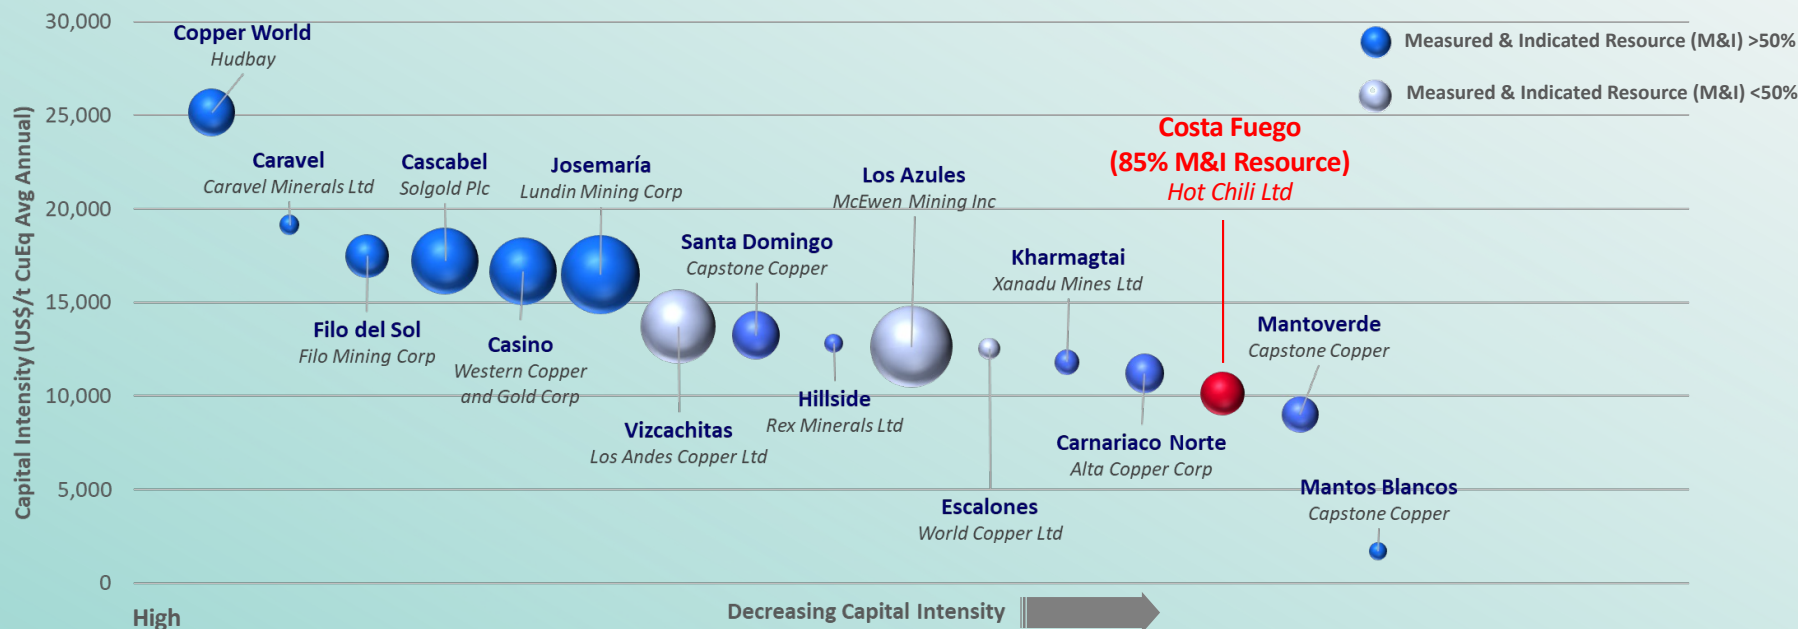 30,000
25,000
20,000
15,000
10,000
5,000
0
Capital Intensity (US$/t CuEq Avg Annual)
Copper World
Hudbay
Caravel
Caravel Minerals Ltd
Filo del Sol
Filo Mining Corp
Cascabel
Solgold Plc
Casino
Western Copper
and Gold Corp
Josemaría
Lundin Mining Corp
Vizcachitas
Los Andes Copper Ltd
Santa Domingo
Capstone Copper
Hillside
Rex Minerals Ltd
Los Azules
McEwen Mining Inc
Escalones
World Copper Ltd
Kharmagtai
Xanadu Mines Ltd
Carnariaco Norte
Alta Copper Corp
Costa Fuego
(85% M&I Resource)
Hot Chili Ltd
Mantoverde
Capstone Copper
Mantos Blancos
Capstone Copper
Measured & Indicated Resource (M&I) >50%
Measured & Indicated Resource (M&I) <50%
High
Decreasing Capital Intensity